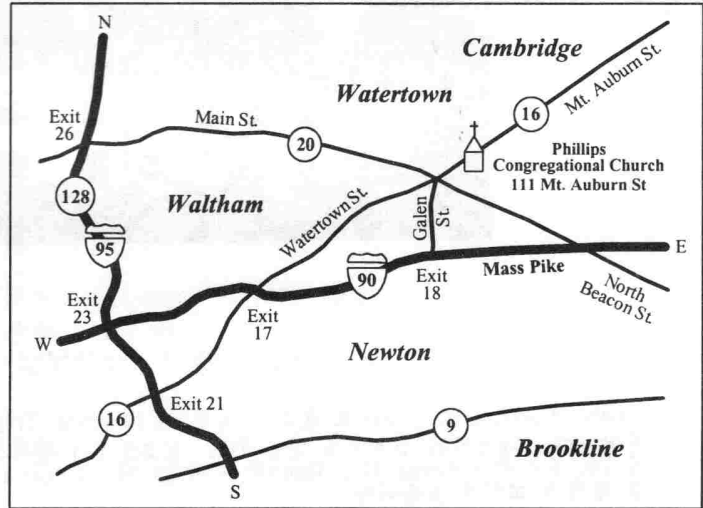 N
Cambridge
Watertown
Mt. Auburn St.
16
Exit
26
Main St.
20
Phillips
Congregational Church
111 Mt. Auburn St
128
Waltham
Watertown St.
Galen
St.
95
90
E
Mass Pike
Exit
18
North
Beacon St.
Exit
23
W
Exit
17
Newton
16
Exit 21
9
Brookline
S